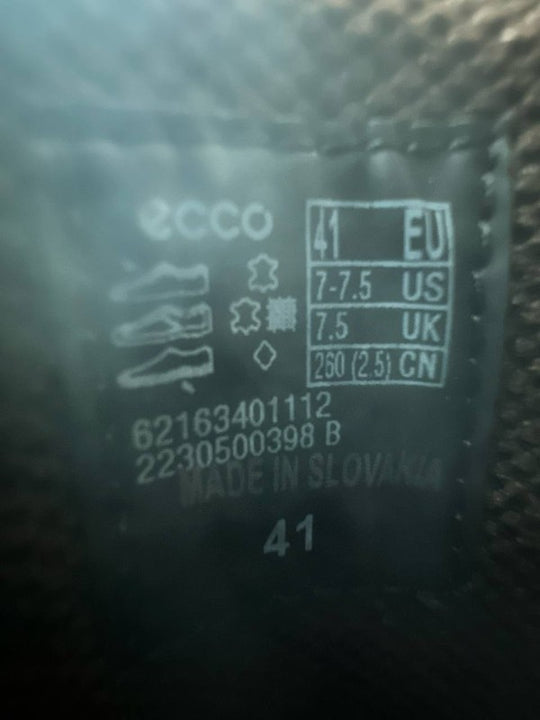 ecco
41 EU
7-7.5 US
7.5 UK
260 (2.5) CN
62163401112
2230500398 B
MADE IN SLOVAKIA
41